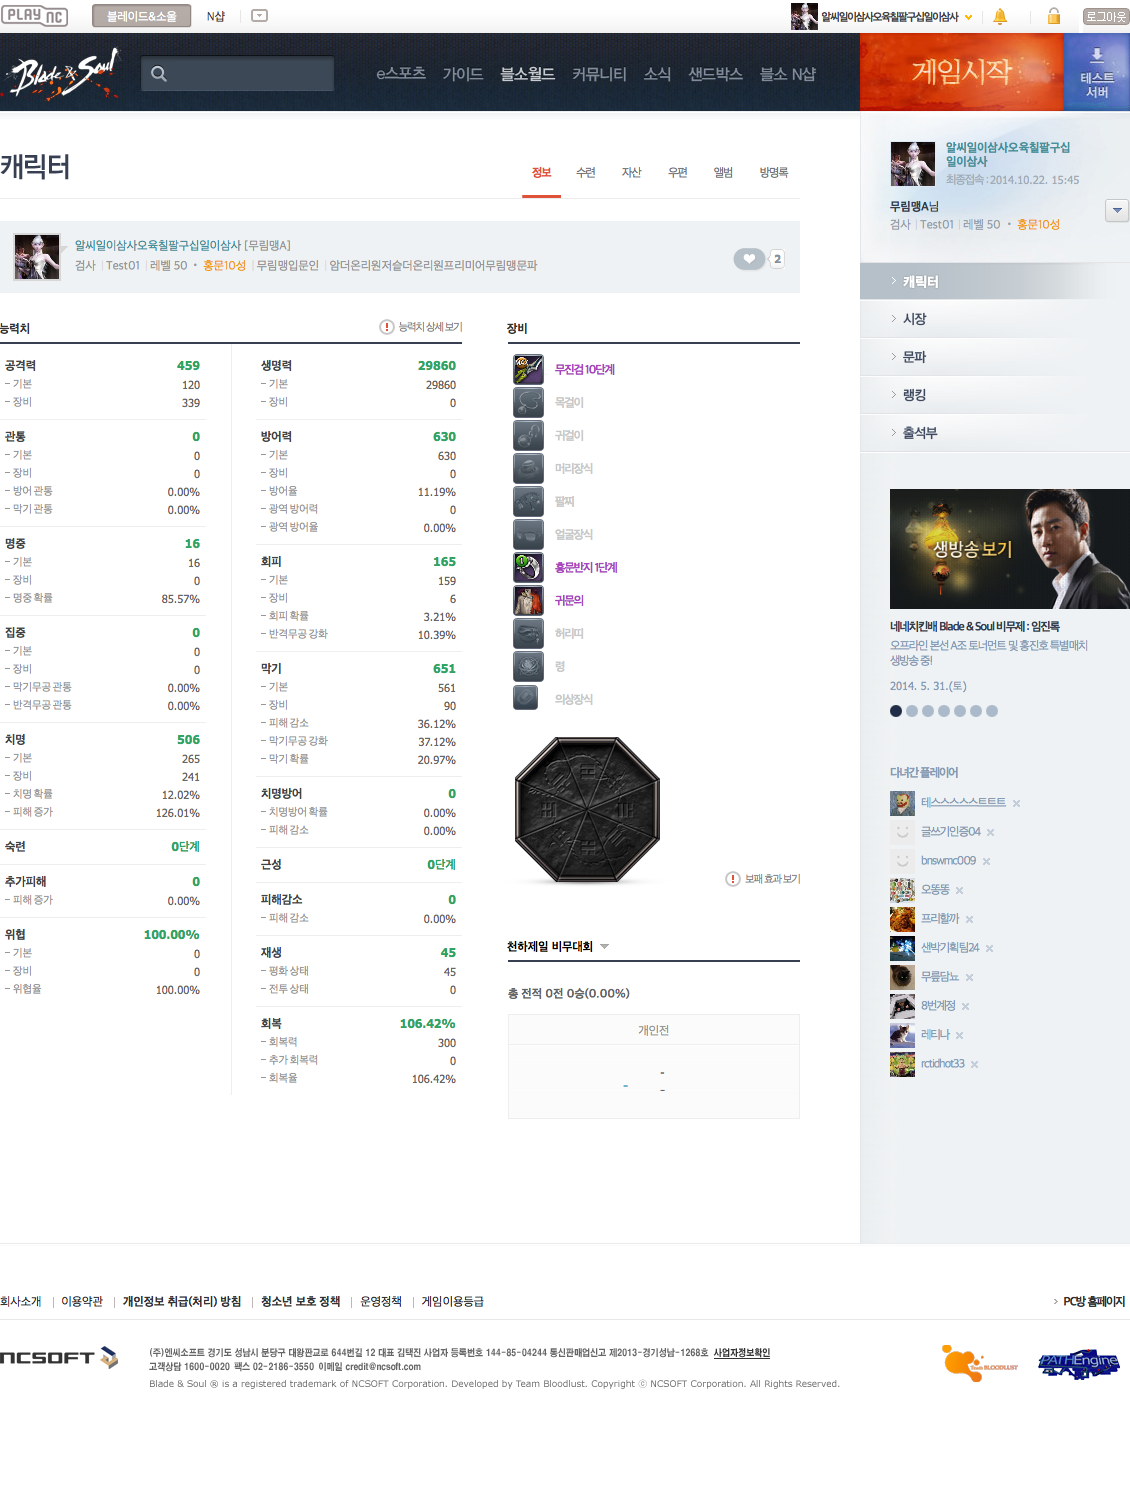 PLAY NC
블레이드&소울
N샵
알씨일이삼사오육칠팔구십일이삼사
로그아웃
Blade & Soul
e스포츠
가이드
블소월드
커뮤니티
소식
샌드박스
블소 N샵
게임시작
테스트
서버
캐릭터
정보
수련
자산
우편
앨범
방명록
알씨일이삼사오육칠팔구십일이삼사 [무림맹A]
검사 Test01 레벨 50 • 홍문10성 무림맹입문인 암더온리원저슽더온리원프리미어무림맹문파
2
능력치
능력치 상세 보기
공격력 459
- 기본 120
- 장비 339
관통 0
- 기본 0
- 장비 0
- 방어 관통 0.00%
- 막기 관통 0.00%
명중 16
- 기본 16
- 장비 0
- 명중 확률 85.57%
집중 0
- 기본 0
- 장비 0
- 막기무공 관통 0.00%
- 반격무공 관통 0.00%
치명 506
- 기본 265
- 장비 241
- 치명 확률 12.02%
- 피해 증가 126.01%
숙련 0단계
추가피해 0
- 피해 증가 0.00%
위협 100.00%
- 기본 0
- 장비 0
- 위협율 100.00%
생명력 29860
- 기본 29860
- 장비 0
방어력 630
- 기본 630
- 장비 0
- 방어율 11.19%
- 광역 방어력 0
- 광역 방어율 0.00%
회피 165
- 기본 159
- 장비 6
- 회피 확률 3.21%
- 반격무공 강화 10.39%
막기 651
- 기본 561
- 장비 90
- 피해 감소 36.12%
- 막기무공 강화 37.12%
- 막기 확률 20.97%
치명방어 0
- 치명방어 확률 0.00%
- 피해 감소 0.00%
근성 0단계
피해감소 0
- 피해 감소 0.00%
재생 45
- 평화 상태 45
- 전투 상태 0
회복 106.42%
- 회복력 300
- 추가 회복력 0
- 회복율 106.42%
장비
무진검 10단계
목걸이
귀걸이
머리장식
팔찌
얼굴장식
홍문반지 1단계
귀문의
허리띠
령
의상장식
보패 효과 보기
천하제일 비무대회
총 전적 0전 0승(0.00%)
개인전
-
-
-
알씨일이삼사오육칠팔구십
일이삼사
최종접속 : 2014.10.22. 15:45
무림맹A님
검사 Test01 레벨 50 • 홍문10성
캐릭터
시장
문파
랭킹
출석부
생방송 보기
네네치킨배 Blade & Soul 비무제 : 임진록
오프라인 본선 A조 토너먼트 및 홍진호 특별매치
생방송 중!
2014. 5. 31.(토)
다녀간 플레이어
테스스스스스트트트
글쓰기인증04
bnswmc009
오똥똥
프리할까
샌박기획팀24
무릎담뇨
8번계정
레티나
rctidhot33
회사소개
이용약관
개인정보 취급(처리) 방침
청소년 보호 정책
운영정책
게임이용등급
PC방 홈페이지
NCSOFT
(주)엔씨소프트 경기도 성남시 분당구 대왕판교로 644번길 12 대표 김택진 사업자 등록번호 144-85-04244 통신판매업신고 제2013-경기성남-1268호 사업자정보확인
고객상담 1600-0020 팩스 02-2186-3550 이메일 credit@ncsoft.com
Blade & Soul ® is a registered trademark of NCSOFT Corporation. Developed by Team Bloodlust. Copyright ⓒ NCSOFT Corporation. All Rights Reserved.
Team BLOODLUST
PATHEngine